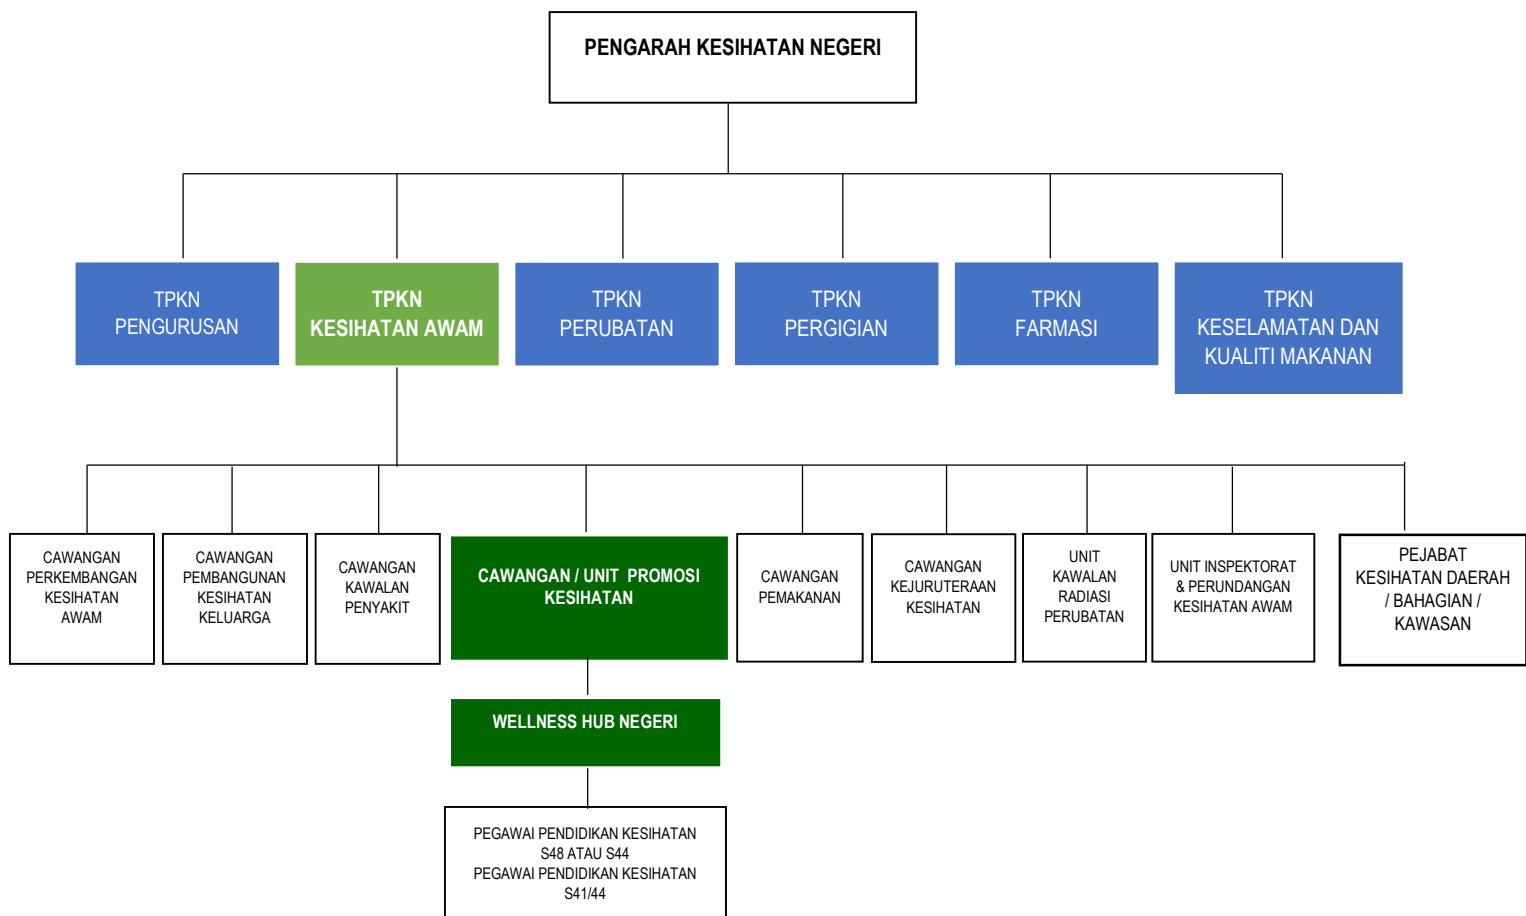 PENGARAH KESIHATAN NEGERI
TPKN
PENGURUSAN
TPKN
KESIHATAN AWAM
TPKN
PERUBATAN
TPKN
PERGIGIAN
TPKN
FARMASI
TPKN
KESELAMATAN DAN
KUALITI MAKANAN
CAWANGAN
PERKEMBANGAN
KESIHATAN
AWAM
CAWANGAN
PEMBANGUNAN
KESIHATAN
KELUARGA
CAWANGAN
KAWALAN
PENYAKIT
CAWANGAN / UNIT PROMOSI
KESIHATAN
CAWANGAN
PEMAKANAN
CAWANGAN
KEJURUTERAAN
KESIHATAN
UNIT
KAWALAN
RADIASI
PERUBATAN
UNIT INSPEKTORAT
& PERUNDANGAN
KESIHATAN AWAM
PEJABAT
KESIHATAN DAERAH
/ BAHAGIAN /
KAWASAN
WELLNESS HUB NEGERI
PEGAWAI PENDIDIKAN KESIHATAN
S48 ATAU S44
PEGAWAI PENDIDIKAN KESIHATAN
S41/44